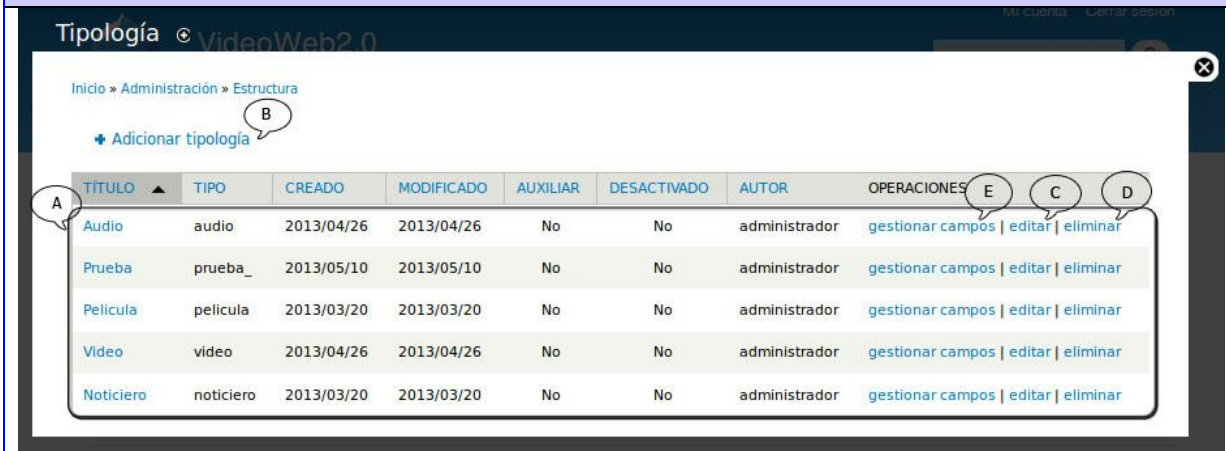 Mi cuenta Cerrar sesión
Tipología
VideoWeb2.0
Inicio » Administración » Estructura
B
+ Adicionar tipología
TÍTULO TIPO CREADO MODIFICADO AUXILIAR DESACTIVADO AUTOR OPERACIONES
A E C D
Audio audio 2013/04/26 2013/04/26 No No administrador gestionar campos | editar | eliminar
Prueba prueba_ 2013/05/10 2013/05/10 No No administrador gestionar campos | editar | eliminar
Pelicula pelicula 2013/03/20 2013/03/20 No No administrador gestionar campos | editar | eliminar
Video video 2013/04/26 2013/04/26 No No administrador gestionar campos | editar | eliminar
Noticiero noticiero 2013/03/20 2013/03/20 No No administrador gestionar campos | editar | eliminar